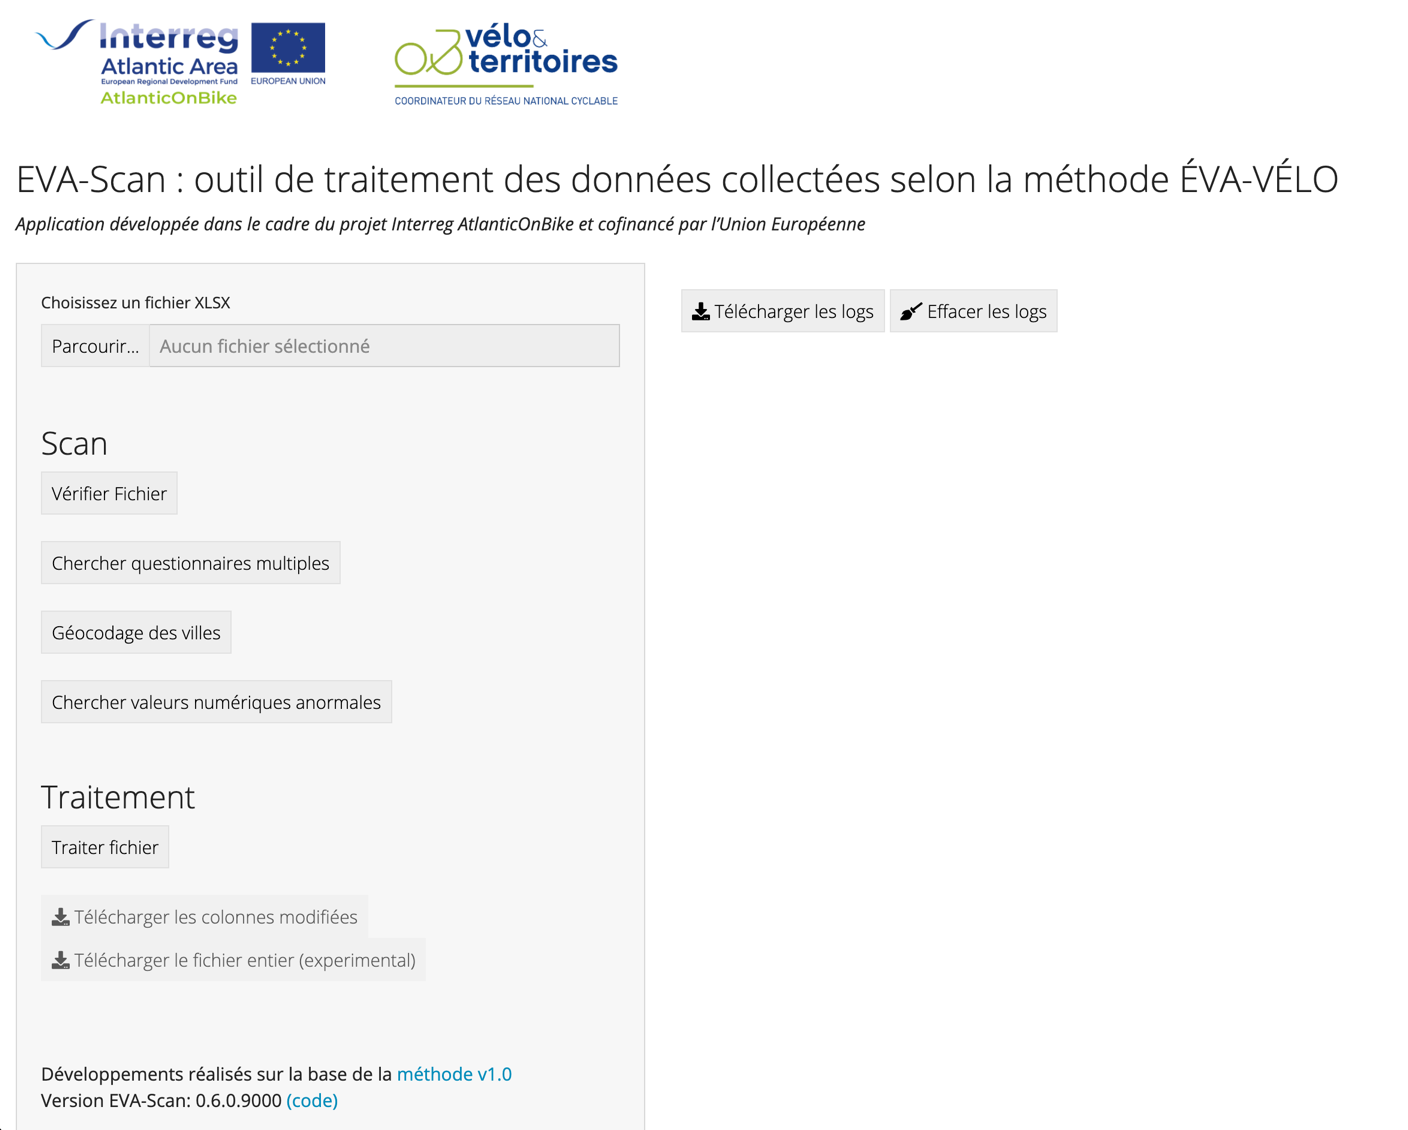 Interreg
Atlantic Area
European Regional Development Fund
AtlanticOnBike
EUROPEAN UNION
vélo&
territoires
COORDINATEUR DU RÉSEAU NATIONAL CYCLABLE
EVA-Scan : outil de traitement des données collectées selon la méthode ÉVA-VÉLO
Application développée dans le cadre du projet Interreg AtlanticOnBike et cofinancé par l’Union Européenne
Choisissez un fichier XLSX
Parcourir... Aucun fichier sélectionné
Télécharger les logs Effacer les logs
Scan
Vérifier Fichier
Chercher questionnaires multiples
Géocodage des villes
Chercher valeurs numériques anormales
Traitement
Traiter fichier
Télécharger les colonnes modifiées
Télécharger le fichier entier (experimental)
Développements réalisés sur la base de la méthode v1.0
Version EVA-Scan: 0.6.0.9000 (code)